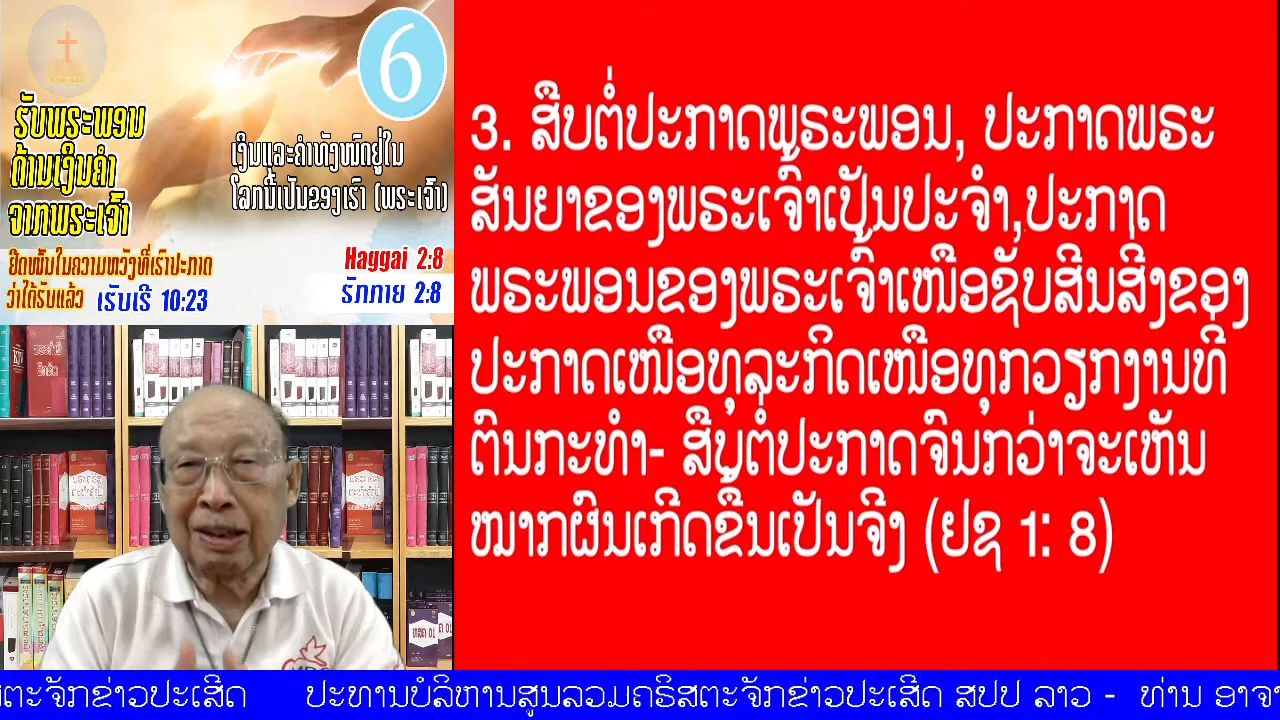 6
ຮັບພຣະພອນ
ດ້ານເງິນຄຳ
ຈາກພຣະເຈົ້າ
ເງິນແລະຄຳທັງໝົດຢູ່ໃນ
ໂລກນີ້ເປັນຂອງເຮົາ (ພຣະເຈົ້າ)
ຢຶດໝັ້ນໃນຄວາມຫວັງທີ່ເຮົາປະກາດ
ວ່າໄດ້ຮັບແລ້ວ ເຮັບເຣີ 10:23
Haggai 2:8
ຮັກກາຍ 2:8
3. ສືບຕໍ່ປະກາດພຣະພອນ, ປະກາດພຣະ
ສັນຍາຂອງພຣະເຈົ້າເປັນປະຈຳ,ປະກາດ
ພຣະພອນຂອງພຣະເຈົ້າເໜືອຊັບສິນສິ່ງຂອງ
ປະກາດເໜືອທຸລະກິດເໜືອທຸກວຽກງານທີ່
ຕົນກະທຳ- ສືບຕໍ່ປະກາດຈົນກວ່າຈະເຫັນ
ໝາກຜົນເກີດຂຶ້ນເປັນຈິງ (ຢຊ 1: 8)
ສຕະຈັກຂ່າວປະເສີດ ປະທານບໍລິຫານສູນລວມຄຣິສຕະຈັກຂ່າວປະເສີດ ສປປ ລາວ - ທ່ານ ອາຈາ